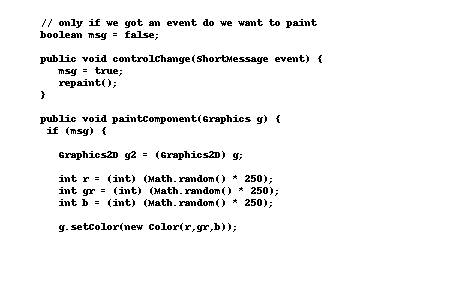 // only if we got an event do we want to paint
boolean msg = false;
public void controlChange(ShortMessage event) {
msg = true;
repaint();
}
public void paintComponent(Graphics g) {
if (msg) {
Graphics2D g2 = (Graphics2D) g;
int r = (int) (Math.random() * 250);
int gr = (int) (Math.random() * 250);
int b = (int) (Math.random() * 250);
g.setColor(new Color(r,gr,b));